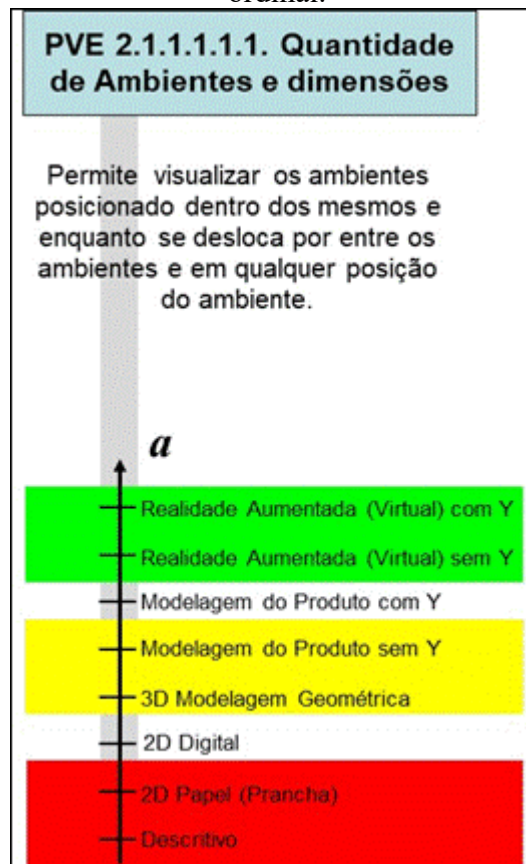 ordinal.
PVE 2.1.1.1.1.1. Quantidade
de Ambientes e dimensões
Permite visualizar os ambientes
posicionado dentro dos mesmos e
enquanto se desloca por entre os
ambientes e em qualquer posição
do ambiente.
a
Realidade Aumentada (Virtual) com Y
Realidade Aumentada (Virtual) sem Y
Modelagem do Produto com Y
Modelagem do Produto sem Y
3D Modelagem Geométrica
2D Digital
2D Papel (Prancha)
Descritivo